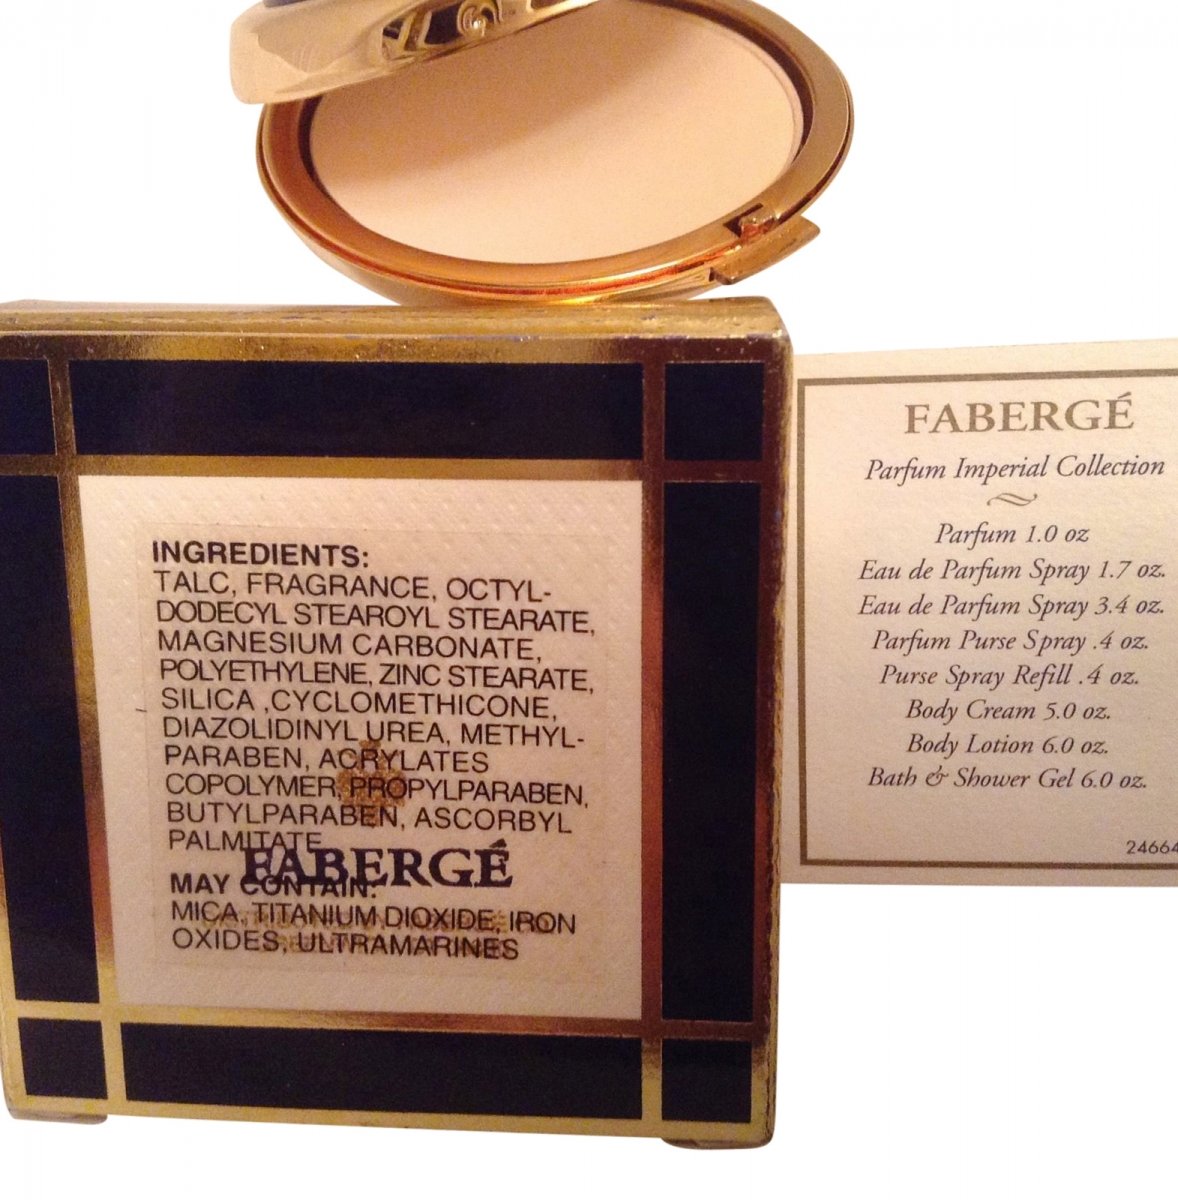 INGREDIENTS:
TALC, FRAGRANCE, OCTYL-
DODECYL STEAROYL STEARATE,
MAGNESIUM CARBONATE,
POLYETHYLENE, ZINC STEARATE,
SILICA ,CYCLOMETHICONE,
DIAZOLIDINYL UREA, METHYL-
PARABEN, ACRYLATES
COPOLYMER, PROPYLPARABEN,
BUTYLPARABEN, ASCORBYL
PALMITATE
FABERGÉ
MAY CONTAIN:
MICA, TITANIUM DIOXIDE, IRON
OXIDES, ULTRAMARINES
FABERGÉ
Parfum Imperial Collection
Parfum 1.0 oz
Eau de Parfum Spray 1.7 oz.
Eau de Parfum Spray 3.4 oz.
Parfum Purse Spray .4 oz.
Purse Spray Refill .4 oz.
Body Cream 5.0 oz.
Body Lotion 6.0 oz.
Bath & Shower Gel 6.0 oz.
24664